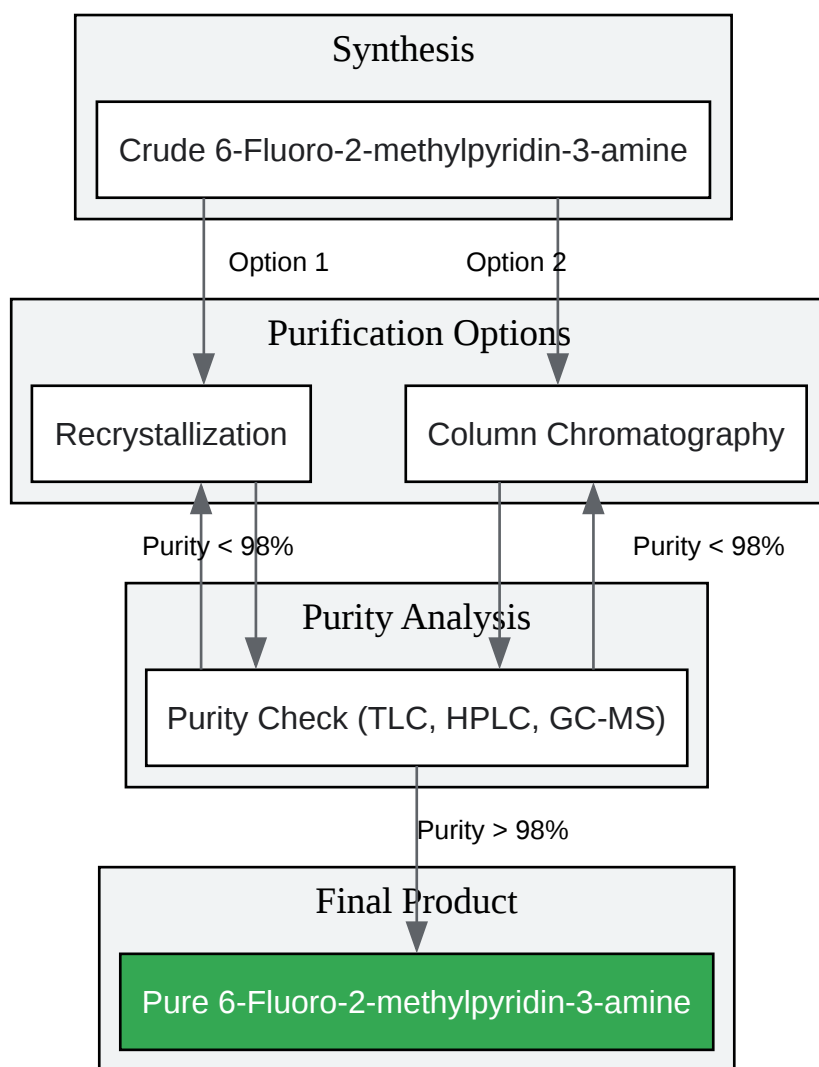 Synthesis
Crude 6-Fluoro-2-methylpyridin-3-amine
Option 1
Option 2
Purification Options
Recrystallization
Column Chromatography
Purity < 98%
Purity < 98%
Purity Analysis
Purity Check (TLC, HPLC, GC-MS)
Purity > 98%
Final Product
Pure 6-Fluoro-2-methylpyridin-3-amine